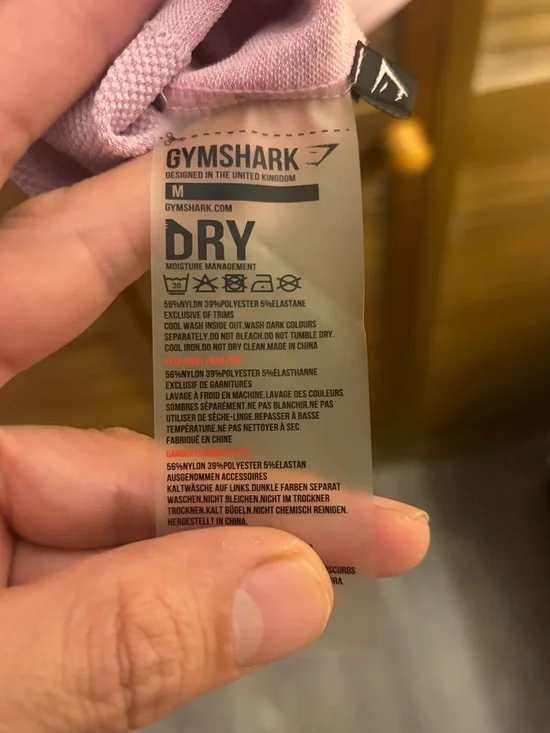 GYMSHARK
DESIGNED IN THE UNITED KINGDOM
M
GYMSHARK.COM
DRY
MOISTURE MANAGEMENT
30
56%NYLON 39%POLYESTER 5%ELASTANE
EXCLUSIVE OF TRIMS
COOL WASH INSIDE OUT.WASH DARK COLOURS
SEPARATELY.DO NOT BLEACH.DO NOT TUMBLE DRY.
COOL IRON.DO NOT DRY CLEAN.MADE IN CHINA
KEEP AWAY FROM FIRE
56%NYLON 39%POLYESTER 5%ÉLASTHANNE
EXCLUSIF DE GARNITURES
LAVAGE À FROID EN MACHINE.LAVAGE DES COULEURS
SOMBRES SÉPARÉMENT.NE PAS BLANCHIR.NE PAS
UTILISER DE SÈCHE-LINGE.REPASSER À BASSE
TEMPÉRATURE.NE PAS NETTOYER À SEC.
FABRIQUÉ EN CHINE
56%NYLON 39%POLYESTER 5%ELASTAN
AUSGENOMMEN ACCESSOIRES
KALTWÄSCHE AUF LINKS.DUNKLE FARBEN SEPARAT
WASCHEN.NICHT BLEICHEN.NICHT IM TROCKNER
TROCKNEN.KALT BÜGELN.NICHT CHEMISCH REINIGEN.
HERGESTELLT IN CHINA.